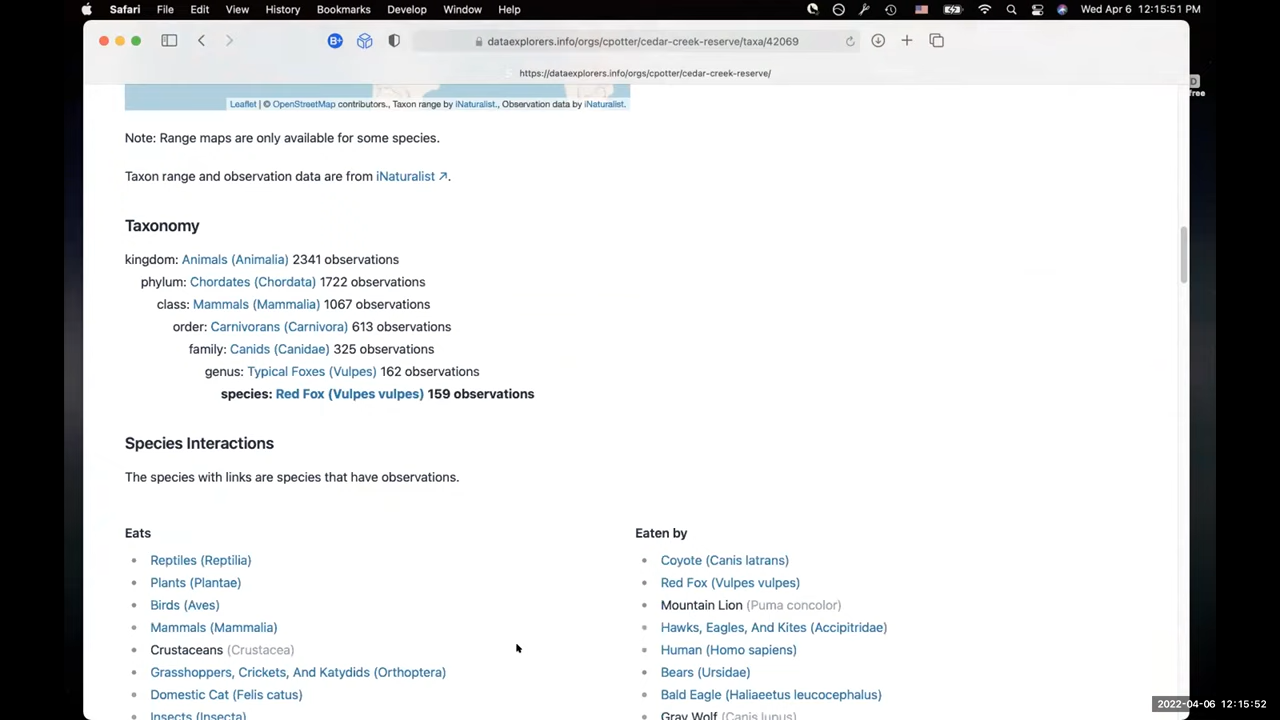 Safari File Edit View History Bookmarks Develop Window Help Wed Apr 6 12:15:51 PM
dataexplorers.info/orgs/cpotter/cedar-creek-reserve/taxa/42069
https://dataexplorers.info/orgs/cpotter/cedar-creek-reserve/
free
Leaflet | © OpenStreetMap contributors., Taxon range by iNaturalist., Observation data by iNaturalist.
Note: Range maps are only available for some species.
Taxon range and observation data are from iNaturalist ↗.
Taxonomy
kingdom: Animals (Animalia) 2341 observations
phylum: Chordates (Chordata) 1722 observations
class: Mammals (Mammalia) 1067 observations
order: Carnivorans (Carnivora) 613 observations
family: Canids (Canidae) 325 observations
genus: Typical Foxes (Vulpes) 162 observations
species: Red Fox (Vulpes vulpes) 159 observations
Species Interactions
The species with links are species that have observations.
Eats
Reptiles (Reptilia)
Plants (Plantae)
Birds (Aves)
Mammals (Mammalia)
Crustaceans (Crustacea)
Grasshoppers, Crickets, And Katydids (Orthoptera)
Domestic Cat (Felis catus)
Insects (Insecta)
Eaten by
Coyote (Canis latrans)
Red Fox (Vulpes vulpes)
Mountain Lion (Puma concolor)
Hawks, Eagles, And Kites (Accipitridae)
Human (Homo sapiens)
Bears (Ursidae)
Bald Eagle (Haliaeetus leucocephalus)
Gray Wolf (Canis lupus)
2022-04-06 12:15:52